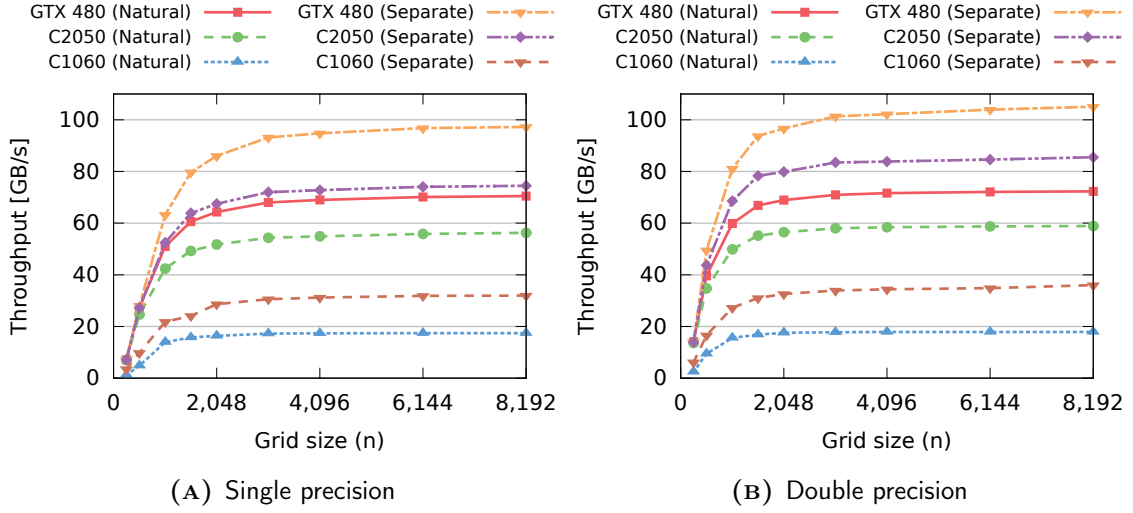 GTX 480 (Natural) GTX 480 (Separate)
C2050 (Natural) C2050 (Separate)
C1060 (Natural) C1060 (Separate)
Throughput [GB/s]
100
80
60
40
20
0
0 2,048 4,096 6,144 8,192
Grid size (n)
(A) Single precision
GTX 480 (Natural) GTX 480 (Separate)
C2050 (Natural) C2050 (Separate)
C1060 (Natural) C1060 (Separate)
Throughput [GB/s]
100
80
60
40
20
0
0 2,048 4,096 6,144 8,192
Grid size (n)
(B) Double precision